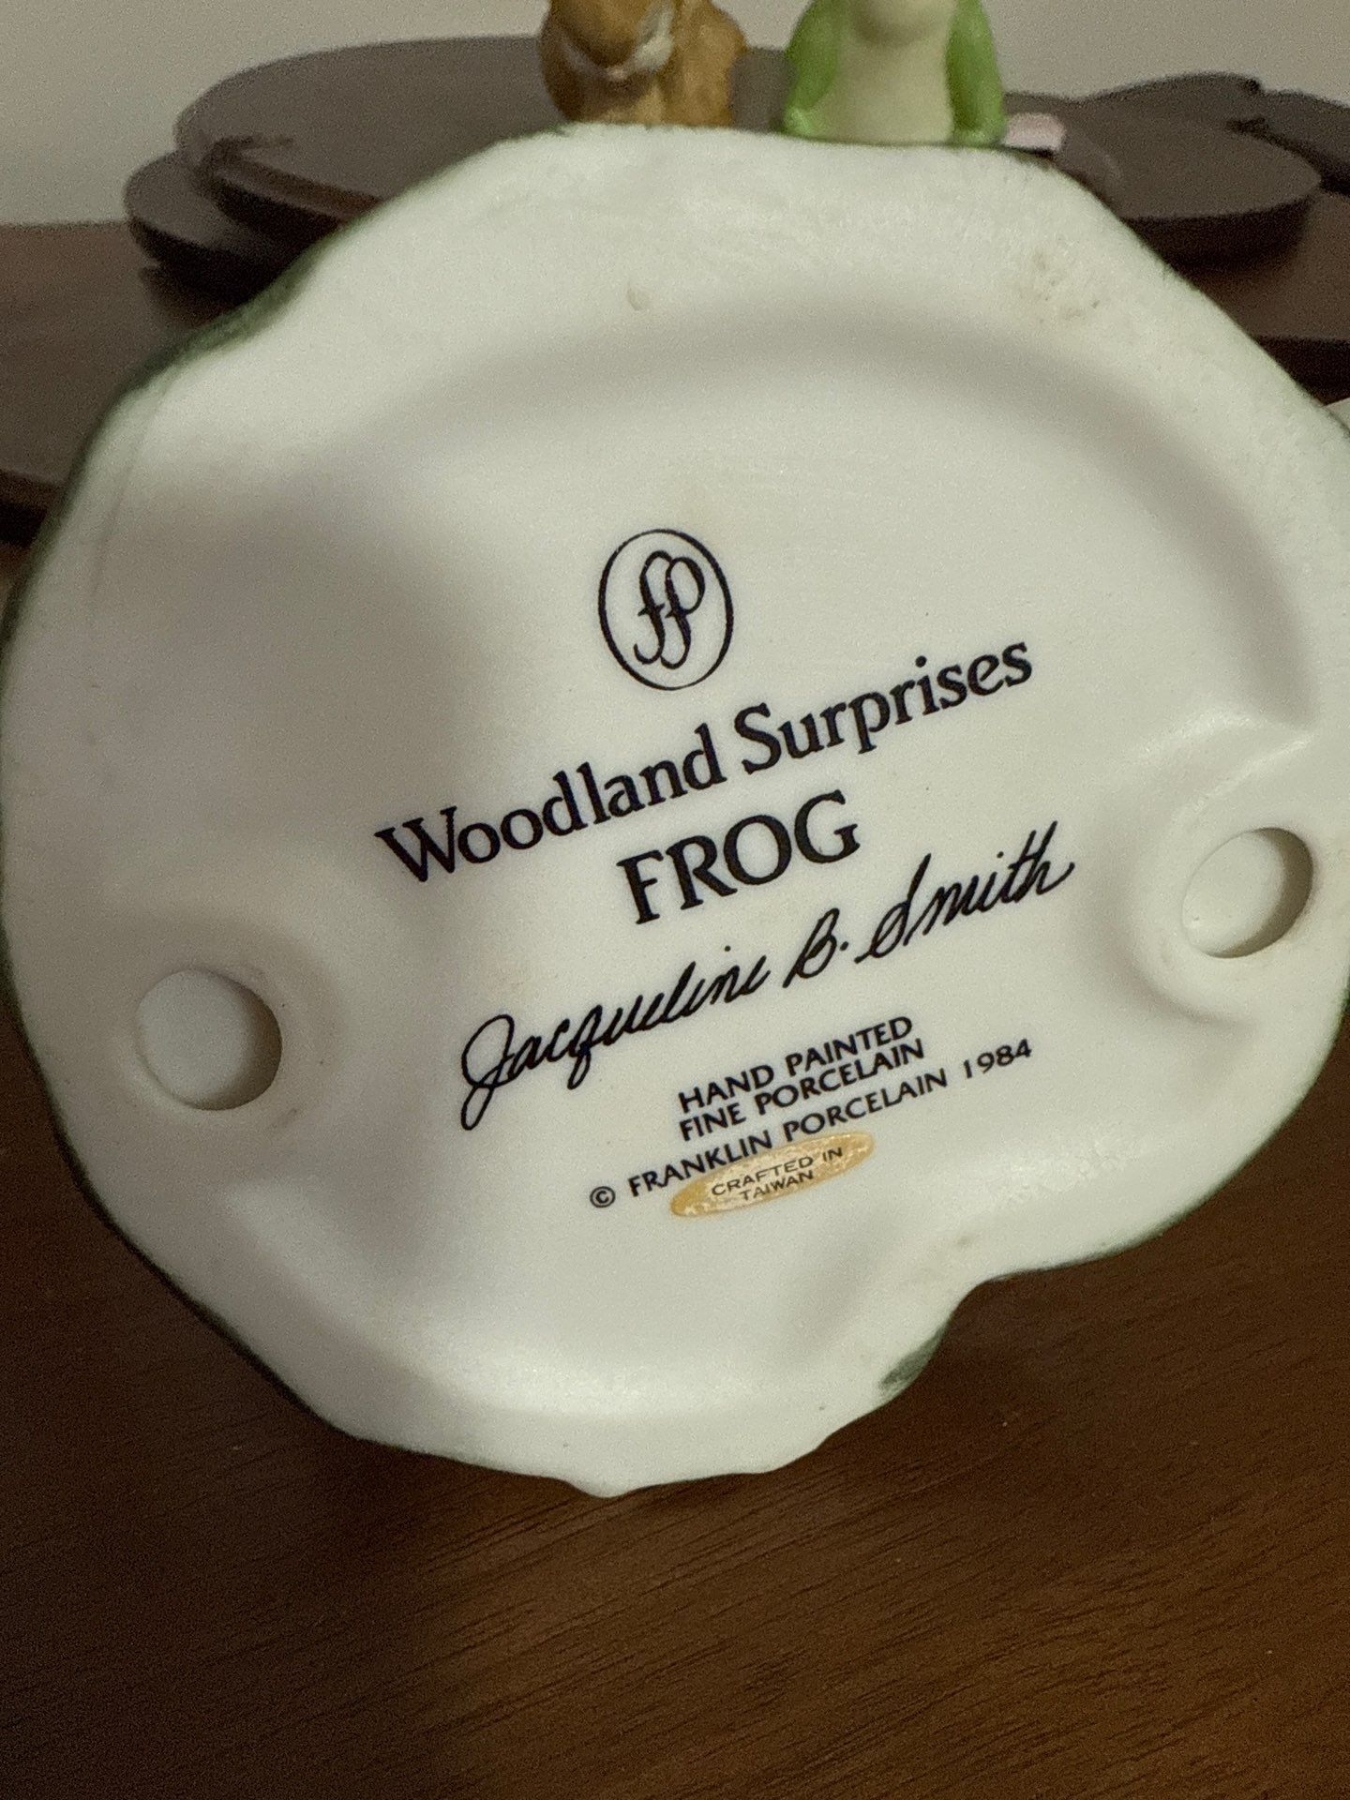 fp
Woodland Surprises
FROG
Jacqueline B. Smith
HAND PAINTED
FINE PORCELAIN
© FRANKLIN PORCELAIN 1984
CRAFTED IN
TAIWAN